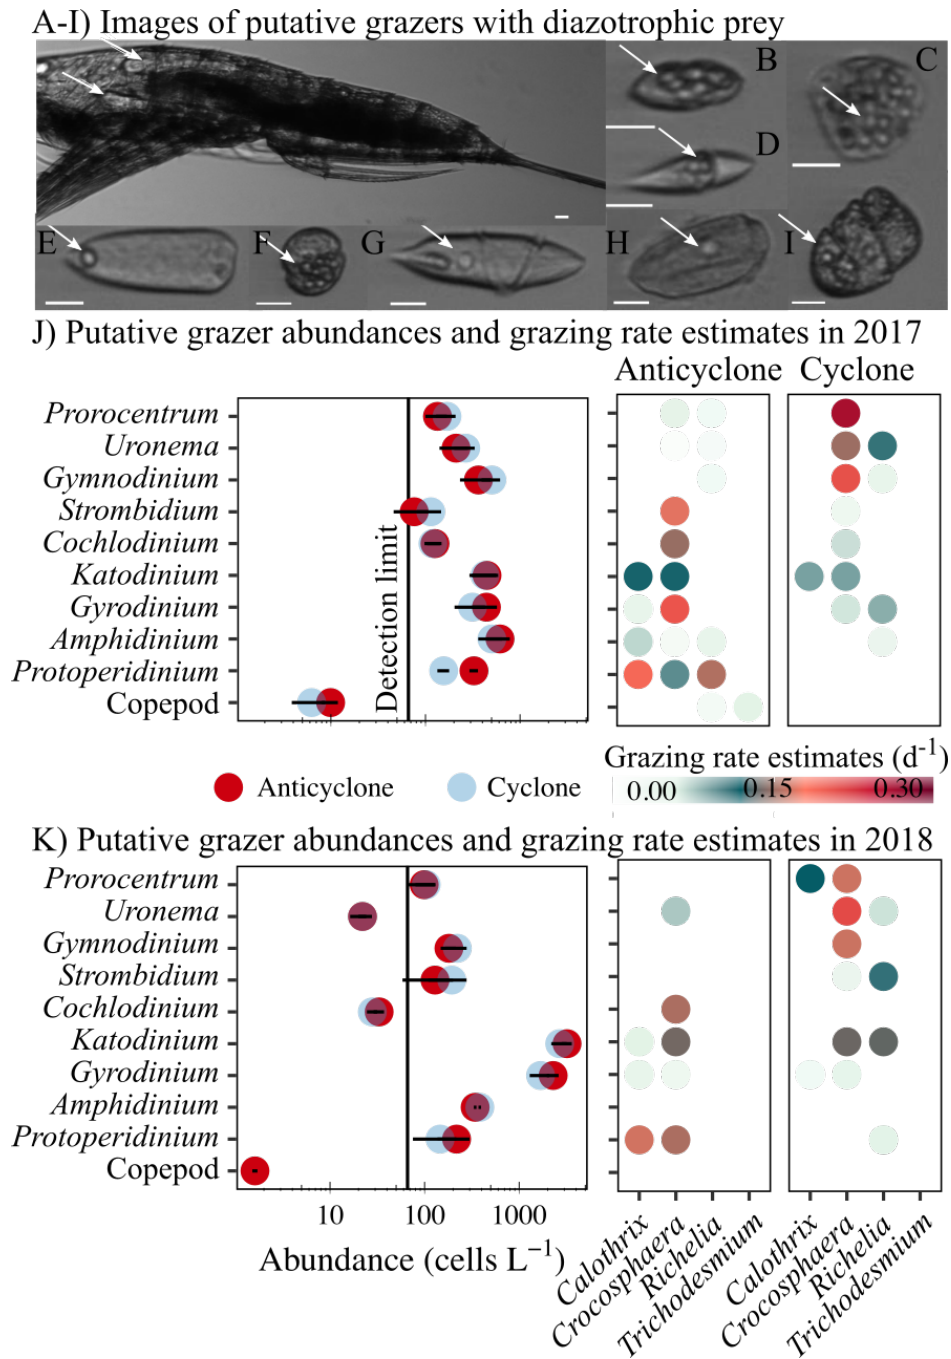 A-I) Images of putative grazers with diazotrophic prey
B
C
D
E
F
G
H
I
J) Putative grazer abundances and grazing rate estimates in 2017
Anticyclone
Cyclone
Prorocentrum
Uronema
Gymnodinium
Strombidium
Cochlodinium
Katodinium
Gyrodinium
Amphidinium
Protoperidinium
Copepod
Detection limit
Anticyclone
Cyclone
Grazing rate estimates (d-1)
0.00 0.15 0.30
K) Putative grazer abundances and grazing rate estimates in 2018
Prorocentrum
Uronema
Gymnodinium
Strombidium
Cochlodinium
Katodinium
Gyrodinium
Amphidinium
Protoperidinium
Copepod
10 100 1000
Abundance (cells L−1)
Calothrix
Crocosphaera
Richelia
Trichodesmium
Calothrix
Crocosphaera
Richelia
Trichodesmium